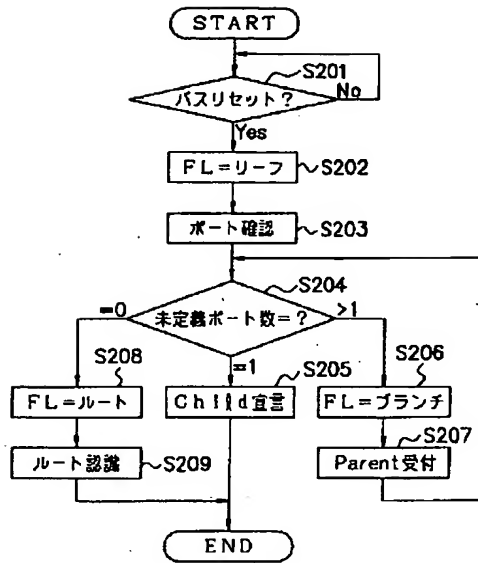 START
S201
バスリセット？
No
Yes
FL＝リーフ
S202
ポート確認
S203
S204
=0
未定義ポート数=？
>1
S208
=1
S205
S206
FL＝ルート
Child宣言
FL＝ブランチ
S207
ルート認識
S209
Parent受付
END